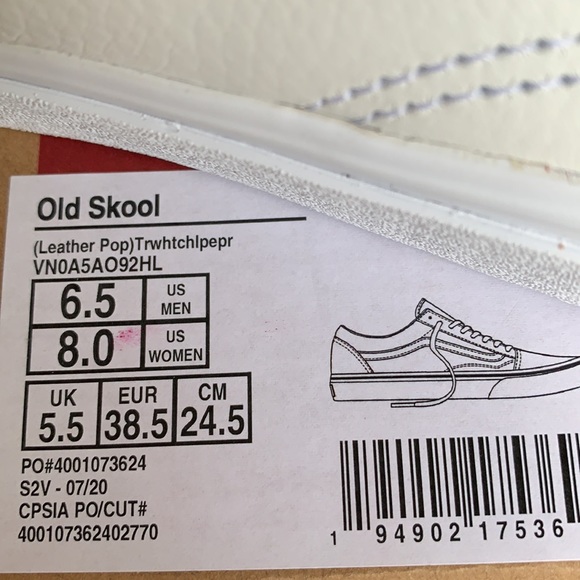 Old Skool
(Leather Pop)Trwhtchlpepr
VN0A5AO92HL
6.5 US MEN
8.0 US WOMEN
UK EUR CM
5.5 38.5 24.5
PO#4001073624
S2V - 07/20
CPSIA PO/CUT#
400107362402770
1 94902 17536